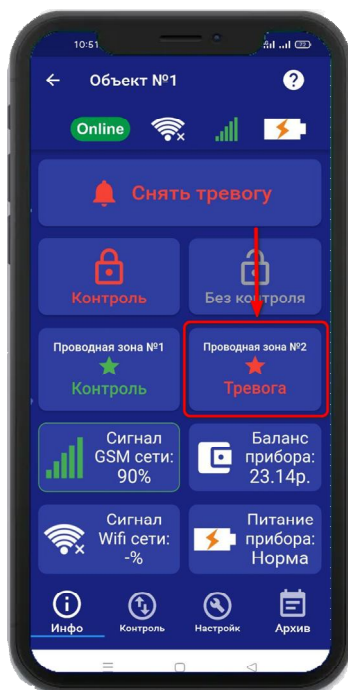 10:51
72
Объект №1
?
Online
Снять тревогу
Контроль
Без контроля
Проводная зона №1
Контроль
Проводная зона №2
Тревога
Сигнал
GSM сети:
90%
Баланс
прибора:
23.14р.
Сигнал
Wifi сети:
-%
Питание
прибора:
Норма
Инфо
Контроль
Настройк
Архив